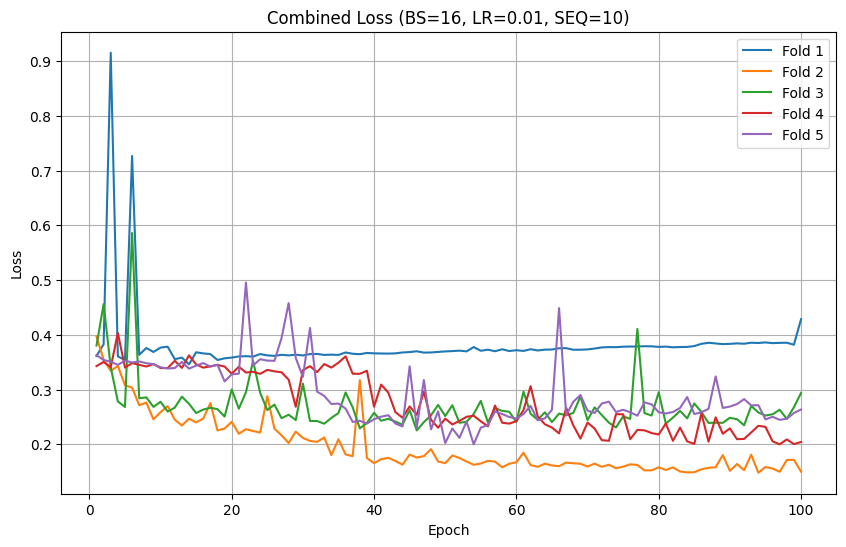 Combined Loss (BS=16, LR=0.01, SEQ=10)
Loss
0.9
0.8
0.7
0.6
0.5
0.4
0.3
0.2
Fold 1
Fold 2
Fold 3
Fold 4
Fold 5
0
20
40
60
80
100
Epoch